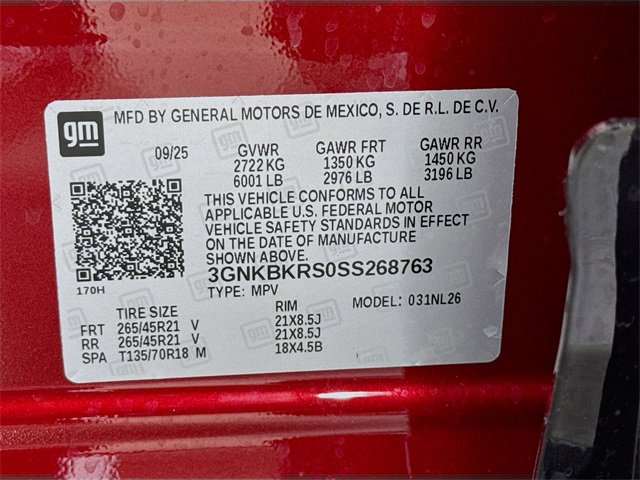 gm
MFD BY GENERAL MOTORS DE MEXICO, S. DE R.L. DE C.V.
09/25 GVWR GAWR FRT GAWR RR
2722 KG 1350 KG 1450 KG
6001 LB 2976 LB 3196 LB
THIS VEHICLE CONFORMS TO ALL
APPLICABLE U.S. FEDERAL MOTOR
VEHICLE SAFETY STANDARDS IN EFFECT
ON THE DATE OF MANUFACTURE
SHOWN ABOVE.
3GNKBKRS0SS268763
170H
TYPE: MPV MODEL: 031NL26
TIRE SIZE RIM
FRT 265/45R21 V 21X8.5J
RR 265/45R21 V 21X8.5J
SPA T135/70R18 M 18X4.5B